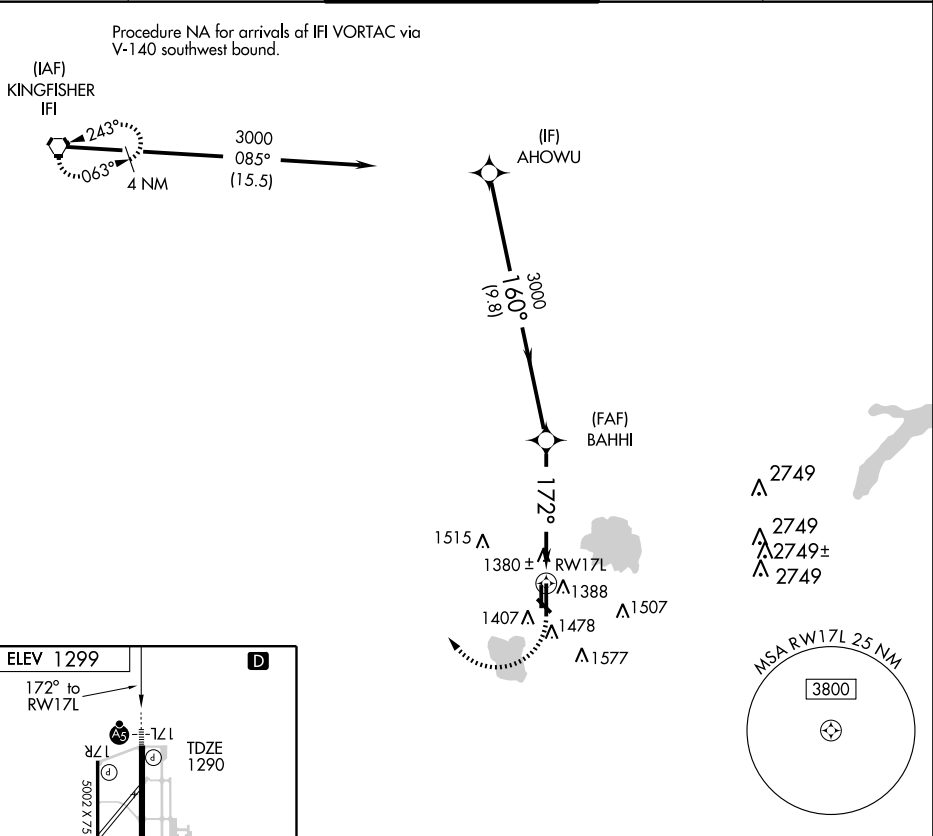 Procedure NA for arrivals af IFI VORTAC via
V-140 southwest bound.
(IAF)
KINGFISHER
IFI
243°
063°
4 NM
3000
085°
(15.5)
(IF)
AHOWU
3000
160°
(9.8)
(FAF)
BAHHI
172°
2749
2749
2749±
2749
1515
1380 ±
RW17L
1388
1407
1478
1507
1577
MSA RW17L 25 NM
3800
ELEV 1299
D
172° to
RW17L
A5
17L
17R
P
P
TDZE
1290
5002 X 75